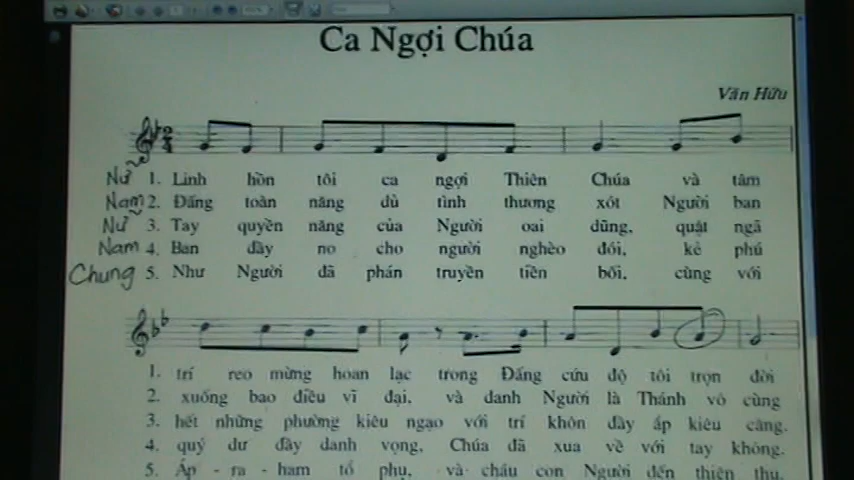 Ca Ngợi Chúa
Văn Hữu
Nữ 1. Linh hồn tôi ca ngợi Thiên Chúa và tâm
Nam 2. Đấng toàn năng dủ tình thương xót Người ban
Nữ 3. Tay quyền năng của Người oai dũng, quật ngã
Nam 4. Ban đầy no cho người nghèo đói, kẻ phú
Chung 5. Như Người đã phán truyền tiền bối, cùng với
1. trí reo mừng hoan lạc trong Đấng cứu độ tôi trọn đời
2. xuống bao điều vĩ đại, và danh Người là Thánh vô cùng
3. hết những phường kiêu ngạo với trí khôn đầy ắp kiêu căng.
4. quý dư đầy danh vọng, Chúa đã xua về với tay không.
5. Áp - ra - ham tổ phụ, và cháu con Người đến thiên thu.